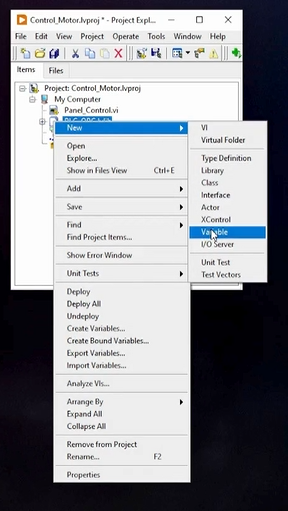 Control_Motor.lvproj * - Project Expl...
File Edit View Project Operate Tools Window Help
Items Files
Project: Control_Motor.lvproj
My Computer
Panel_Control.vi
New
Open
Explore...
Show in Files View Ctrl+E
Add
Save
Find
Find Project Items...
Show Error Window
Unit Tests
Deploy
Deploy All
Undeploy
Create Variables...
Create Bound Variables...
Export Variables...
Import Variables...
Analyze VIs...
Arrange By
Expand All
Collapse All
Remove from Project
Rename... F2
Properties
VI
Virtual Folder
Type Definition
Library
Class
Interface
Actor
XControl
Variable
I/O Server
Unit Test
Test Vectors